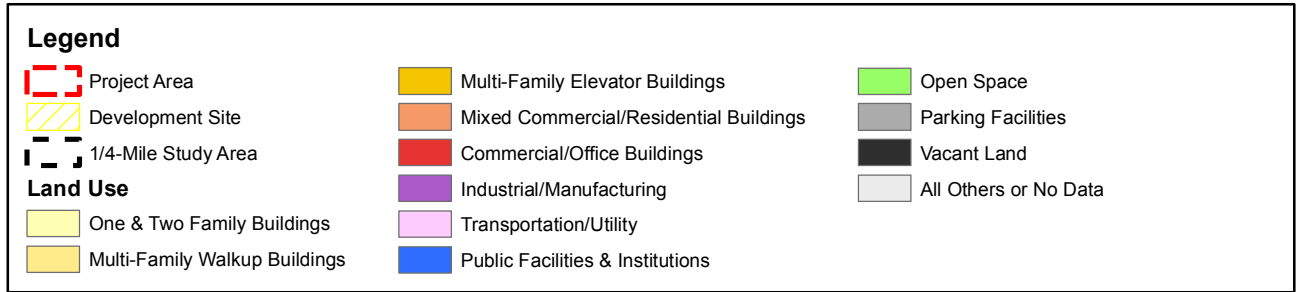 Legend
Project Area
Development Site
1/4-Mile Study Area
Land Use
One & Two Family Buildings
Multi-Family Walkup Buildings
Multi-Family Elevator Buildings
Mixed Commercial/Residential Buildings
Commercial/Office Buildings
Industrial/Manufacturing
Transportation/Utility
Public Facilities & Institutions
Open Space
Parking Facilities
Vacant Land
All Others or No Data